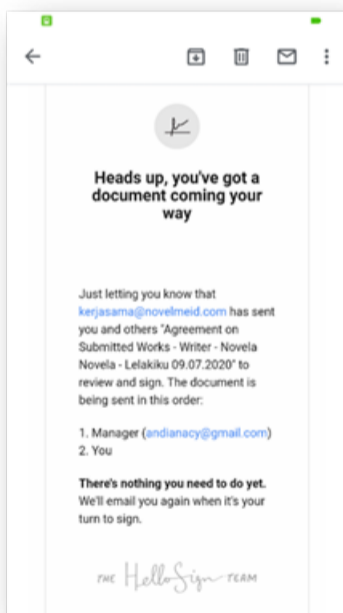 Heads up, you've got a
document coming your
way
Just letting you know that
kerjasama@novelmeid.com has sent
you and others "Agreement on
Submitted Works - Writer - Novela
Novela - Lelakiku 09.07.2020" to
review and sign. The document is
being sent in this order:
1. Manager (andianacy@gmail.com)
2. You
There's nothing you need to do yet.
We'll email you again when it's your
turn to sign.
THE HelloSign TEAM